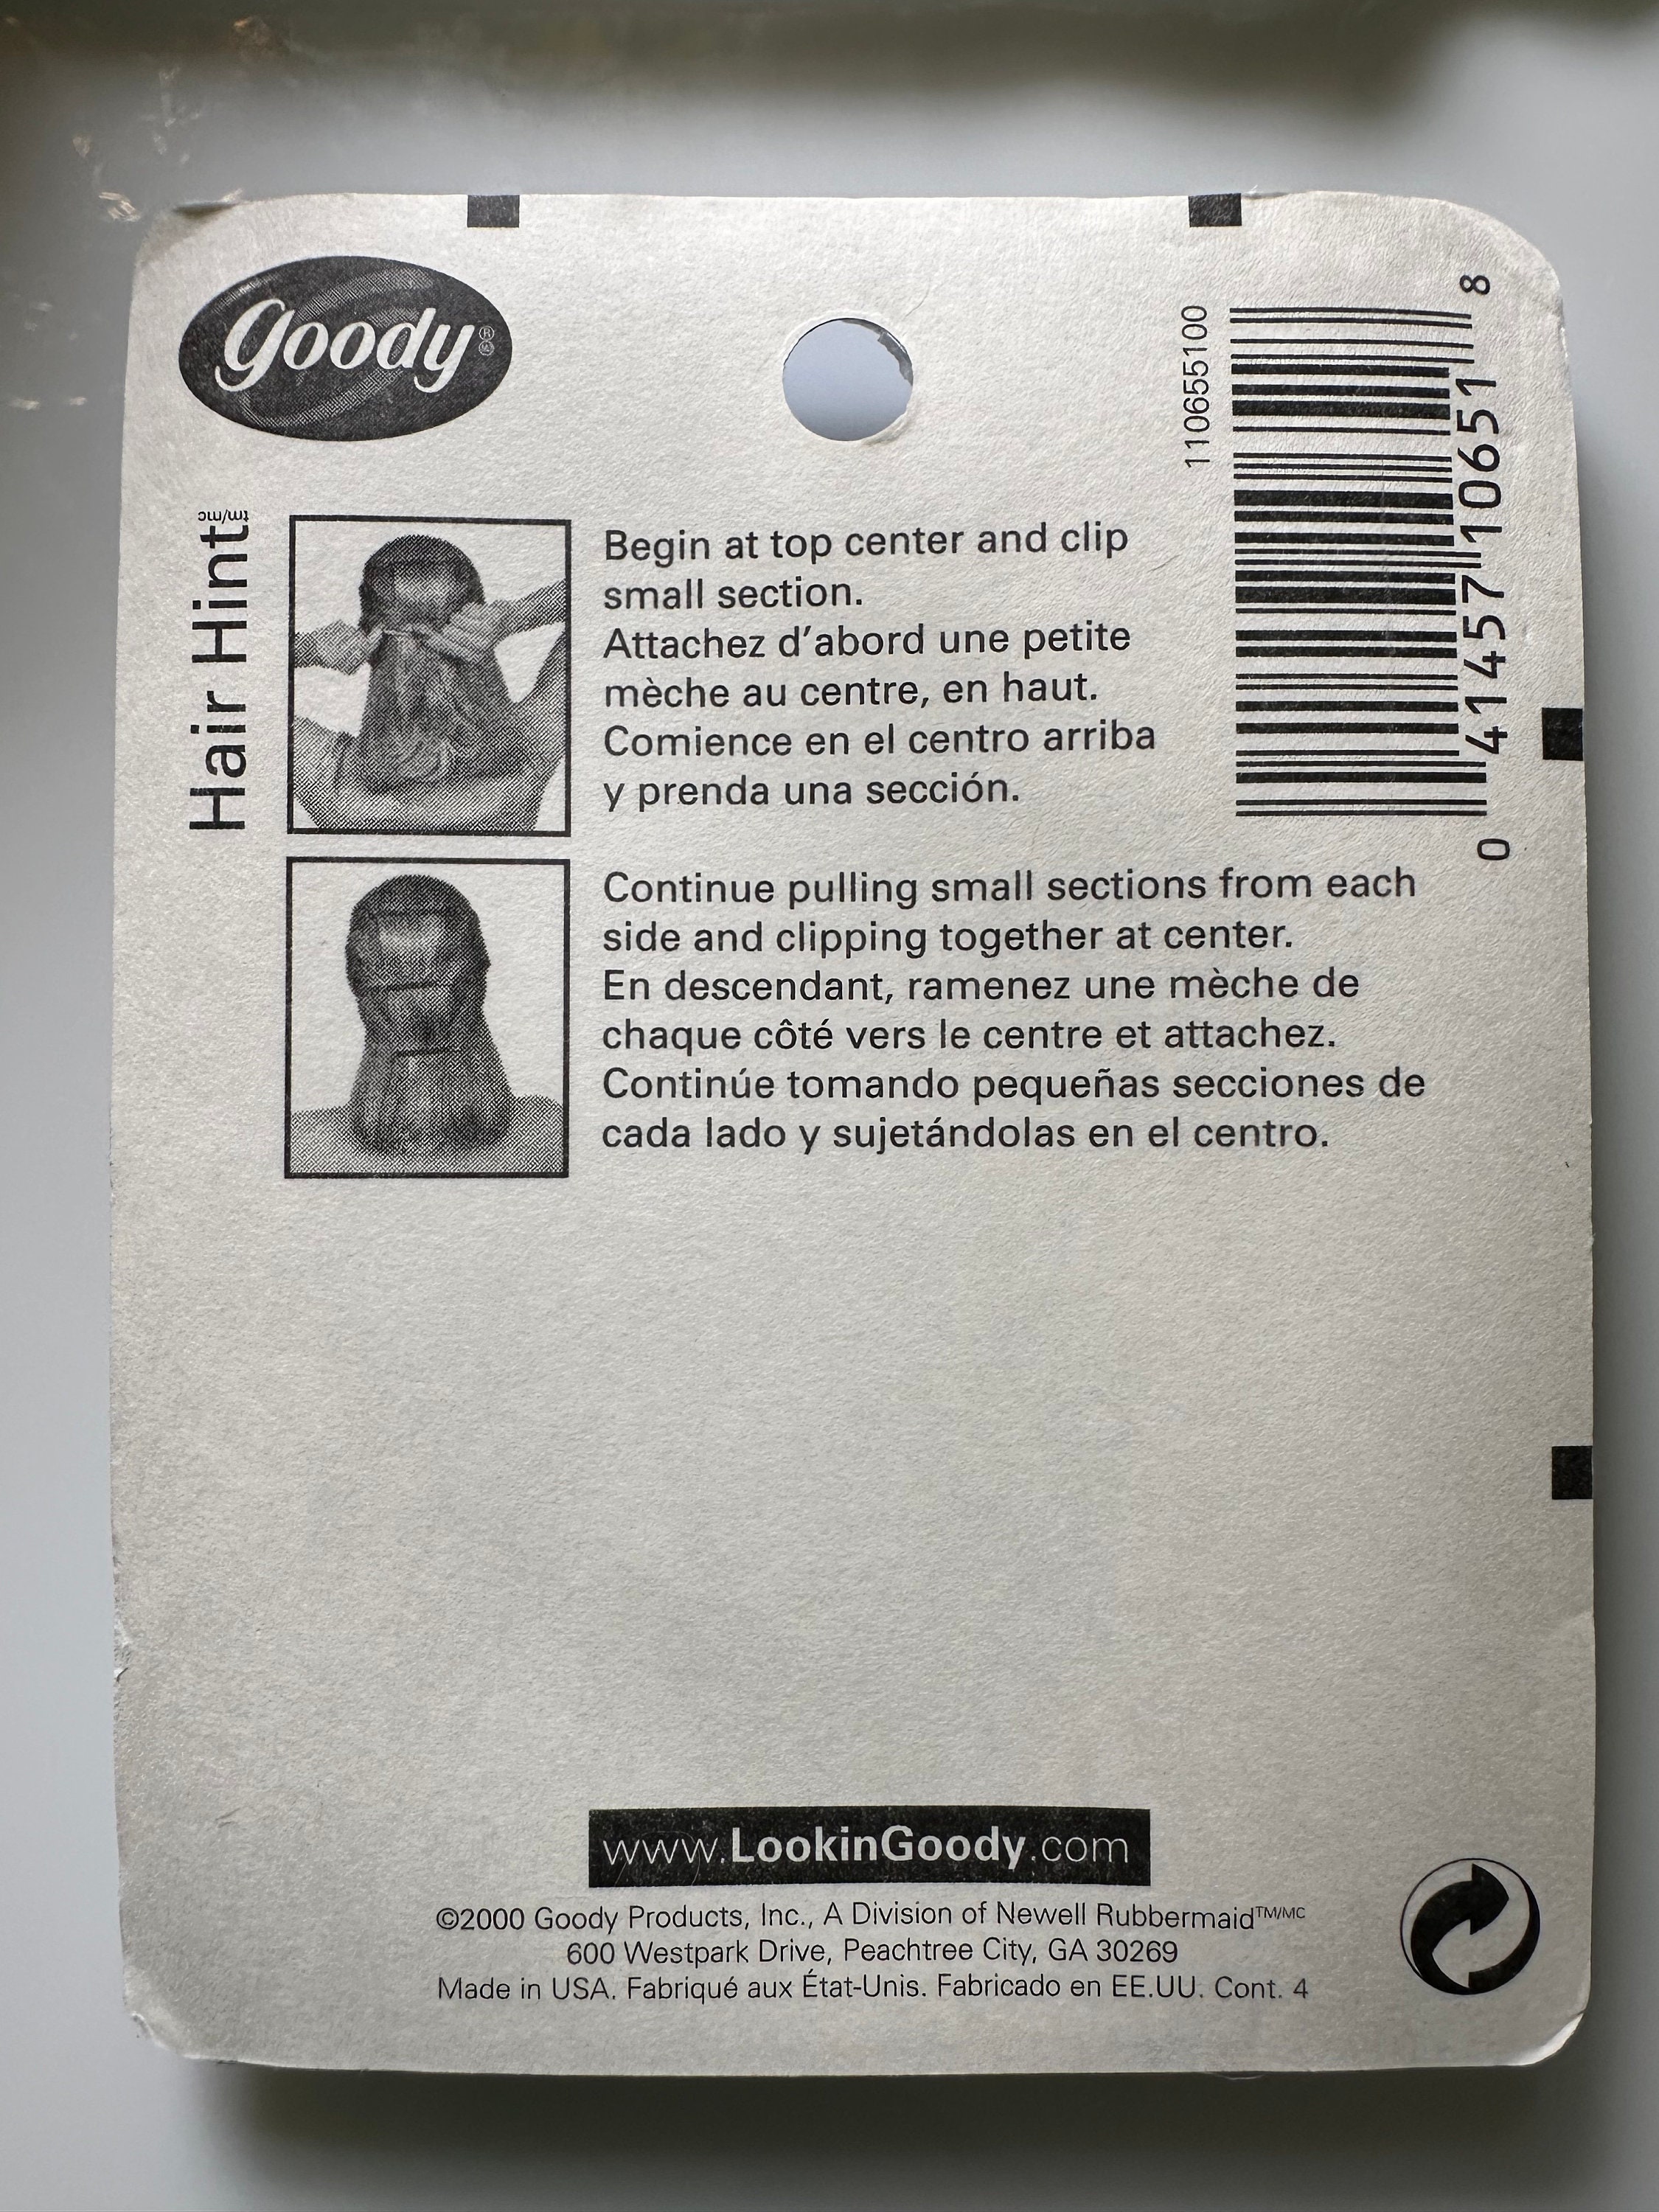 goody®
Hair Hint tm/mc
110655100
0 41457 10651 8
Begin at top center and clip
small section.
Attachez d’abord une petite
mèche au centre, en haut.
Comience en el centro arriba
y prenda una sección.
Continue pulling small sections from each
side and clipping together at center.
En descendant, ramenez une mèche de
chaque côté vers le centre et attachez.
Continúe tomando pequeñas secciones de
cada lado y sujetándolas en el centro.
www.LookinGoody.com
©2000 Goody Products, Inc., A Division of Newell Rubbermaid™/MC
600 Westpark Drive, Peachtree City, GA 30269
Made in USA. Fabriqué aux État-Unis. Fabricado en EE.UU. Cont. 4